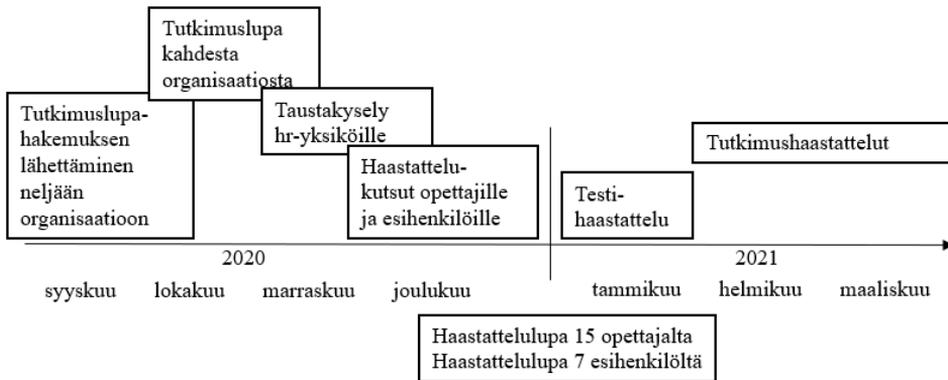 Tutkimuslupa
kahdesta
organisaatiosta
Tutkimuslupa-
hakemuksen
lähettäminen
neljään
organisaatioon
Taustakysely
hr-yksiköille
Haastattelu-
kutsut opettajille
ja esihenkilöille
Testi-
haastattelu
Tutkimushaastattelut
2020
2021
syyskuu lokakuu marraskuu joulukuu tammikuu helmikuu maaliskuu
Haastattelulupa 15 opettajalta
Haastattelulupa 7 esihenkilöltä